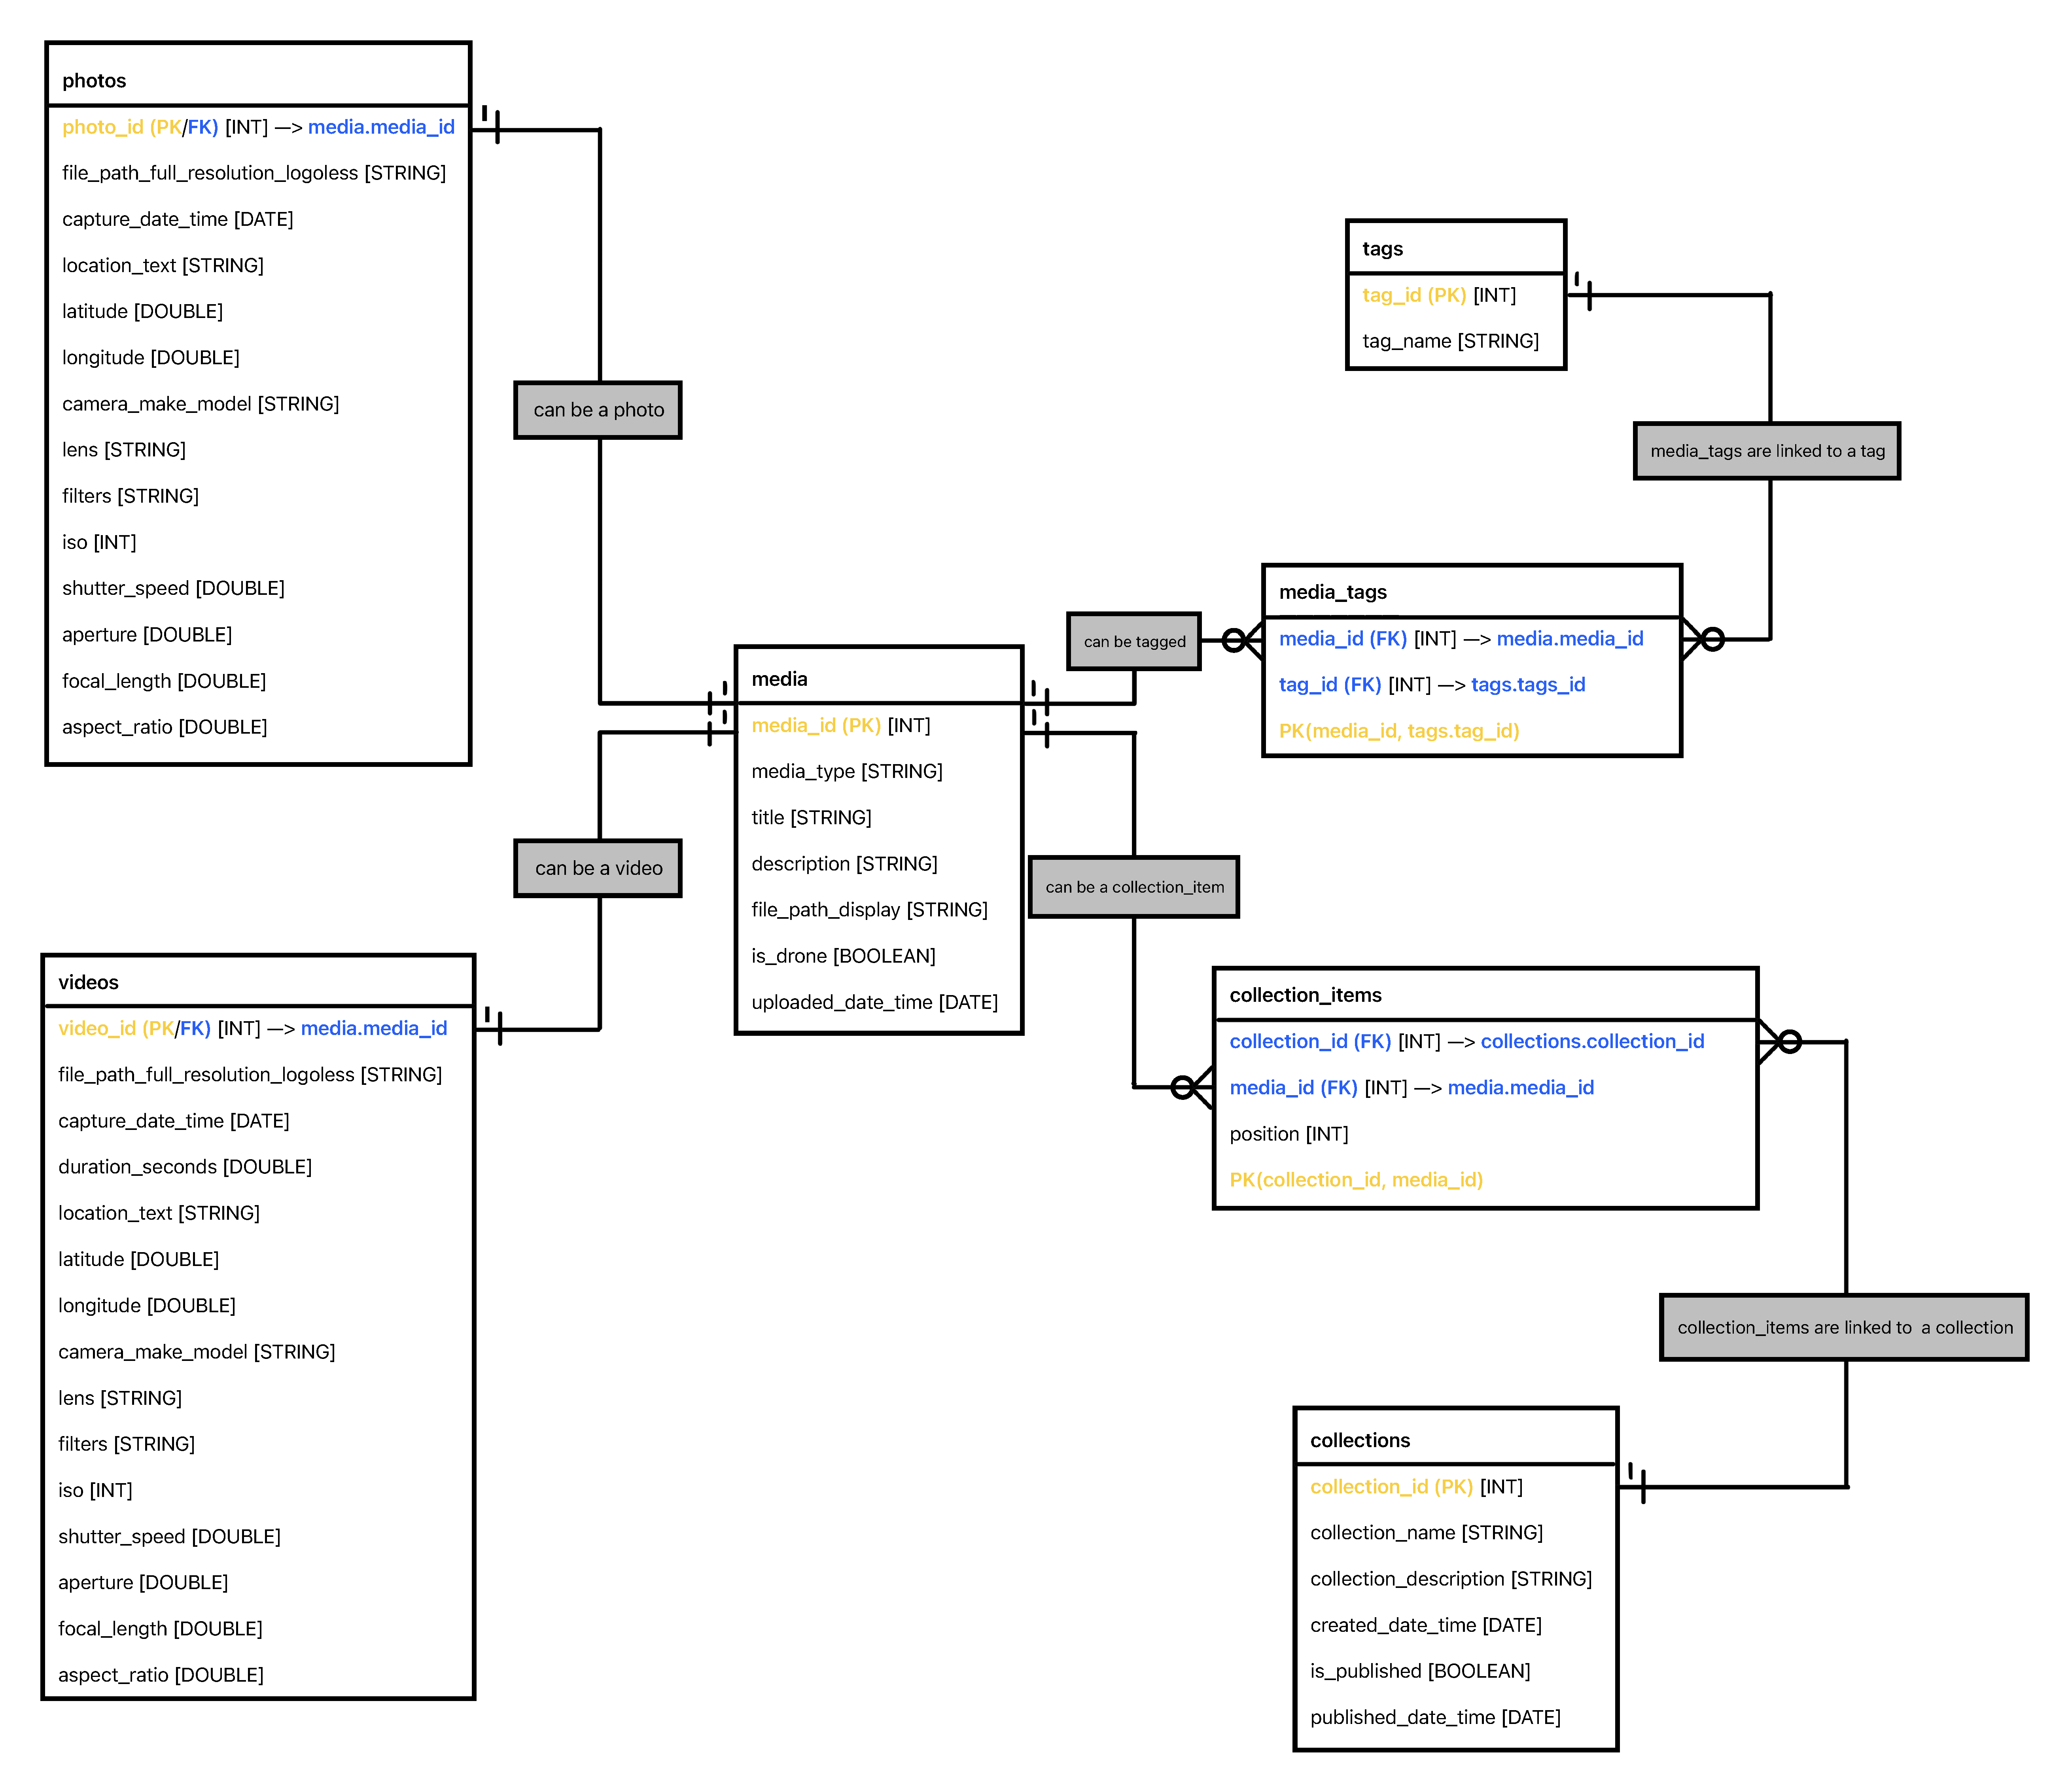 photos
photo_id (PK/FK) [INT] —> media.media_id
file_path_full_resolution_logoless [STRING]
capture_date_time [DATE]
location_text [STRING]
latitude [DOUBLE]
longitude [DOUBLE]
camera_make_model [STRING]
lens [STRING]
filters [STRING]
iso [INT]
shutter_speed [DOUBLE]
aperture [DOUBLE]
focal_length [DOUBLE]
aspect_ratio [DOUBLE]
can be a photo
tags
tag_id (PK) [INT]
tag_name [STRING]
media_tags are linked to a tag
media_tags
media_id (FK) [INT] —> media.media_id
tag_id (FK) [INT] —> tags.tags_id
PK(media_id, tags.tag_id)
can be tagged
media
media_id (PK) [INT]
media_type [STRING]
title [STRING]
description [STRING]
file_path_display [STRING]
is_drone [BOOLEAN]
uploaded_date_time [DATE]
can be a video
can be a collection_item
videos
video_id (PK/FK) [INT] —> media.media_id
file_path_full_resolution_logoless [STRING]
capture_date_time [DATE]
duration_seconds [DOUBLE]
location_text [STRING]
latitude [DOUBLE]
longitude [DOUBLE]
camera_make_model [STRING]
lens [STRING]
filters [STRING]
iso [INT]
shutter_speed [DOUBLE]
aperture [DOUBLE]
focal_length [DOUBLE]
aspect_ratio [DOUBLE]
collection_items
collection_id (FK) [INT] —> collections.collection_id
media_id (FK) [INT] —> media.media_id
position [INT]
PK(collection_id, media_id)
collection_items are linked to  a collection
collections
collection_id (PK) [INT]
collection_name [STRING]
collection_description [STRING]
created_date_time [DATE]
is_published [BOOLEAN]
published_date_time [DATE]